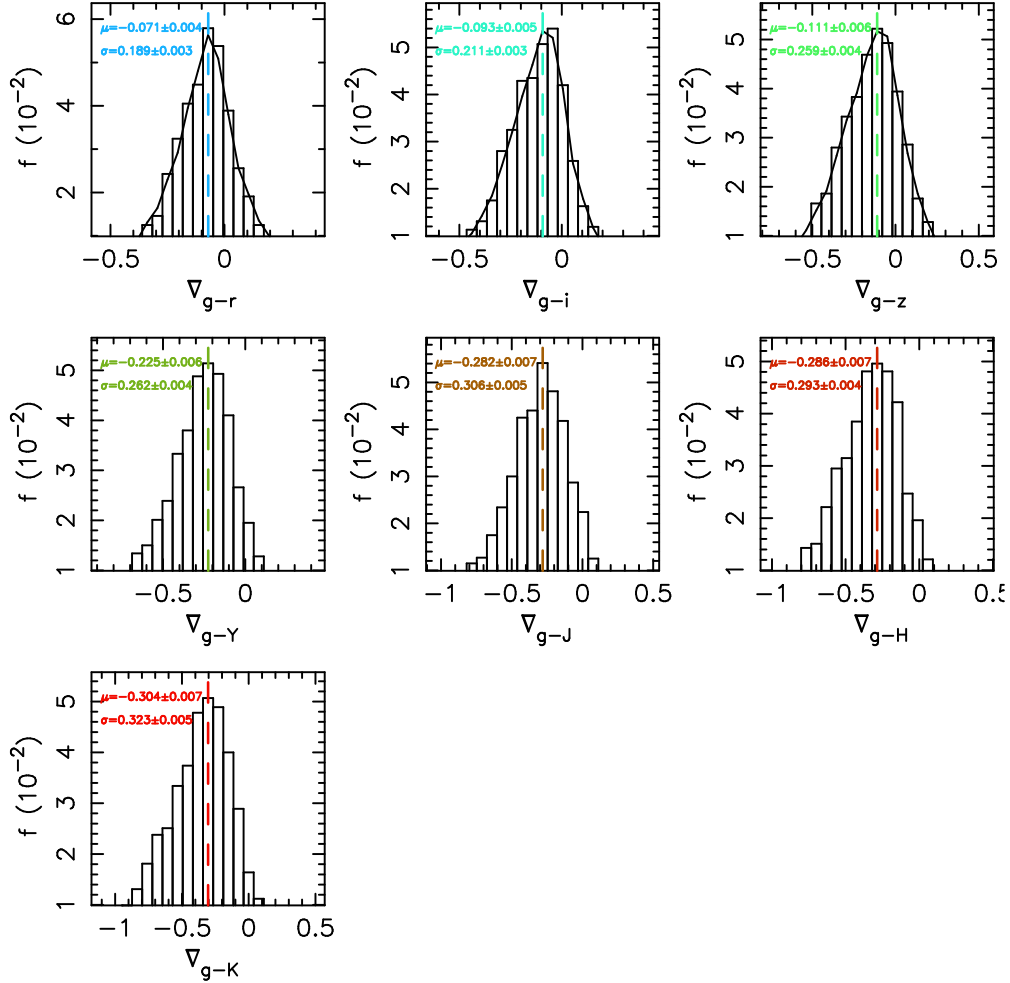 μ=−0.071±0.004
σ=0.189±0.003
6
4
2
f (10⁻²)
−0.5 0
∇g−r
μ=−0.093±0.005
σ=0.211±0.003
5
4
3
2
1
f (10⁻²)
−0.5 0
∇g−i
μ=−0.111±0.006
σ=0.259±0.004
5
4
3
2
1
f (10⁻²)
−0.5 0 0.5
∇g−z
μ=−0.225±0.006
σ=0.262±0.004
5
4
3
2
1
f (10⁻²)
−0.5 0
∇g−Y
μ=−0.282±0.007
σ=0.306±0.005
5
4
3
2
1
f (10⁻²)
−1 −0.5 0 0.5
∇g−J
μ=−0.286±0.007
σ=0.293±0.004
5
4
3
2
1
f (10⁻²)
−1 −0.5 0 0.5
∇g−H
μ=−0.304±0.007
σ=0.323±0.005
5
4
3
2
1
f (10⁻²)
−1 −0.5 0 0.5
∇g−K